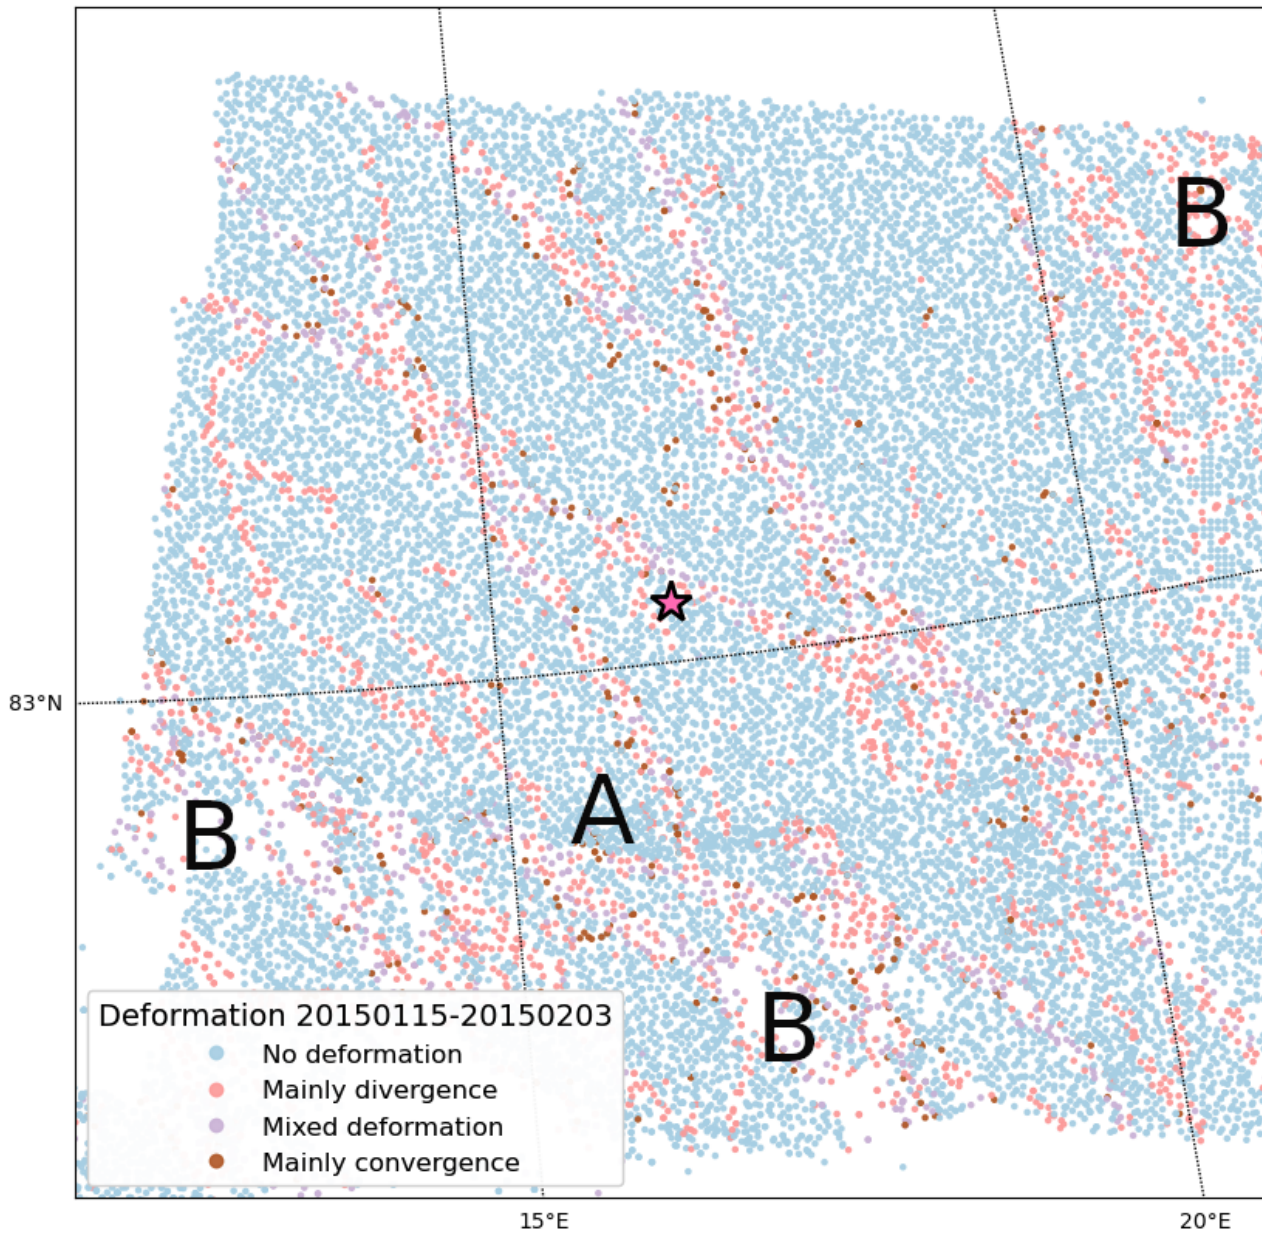 B
83°N
A
B
B
Deformation 20150115-20150203
No deformation
Mainly divergence
Mixed deformation
Mainly convergence
15°E
20°E